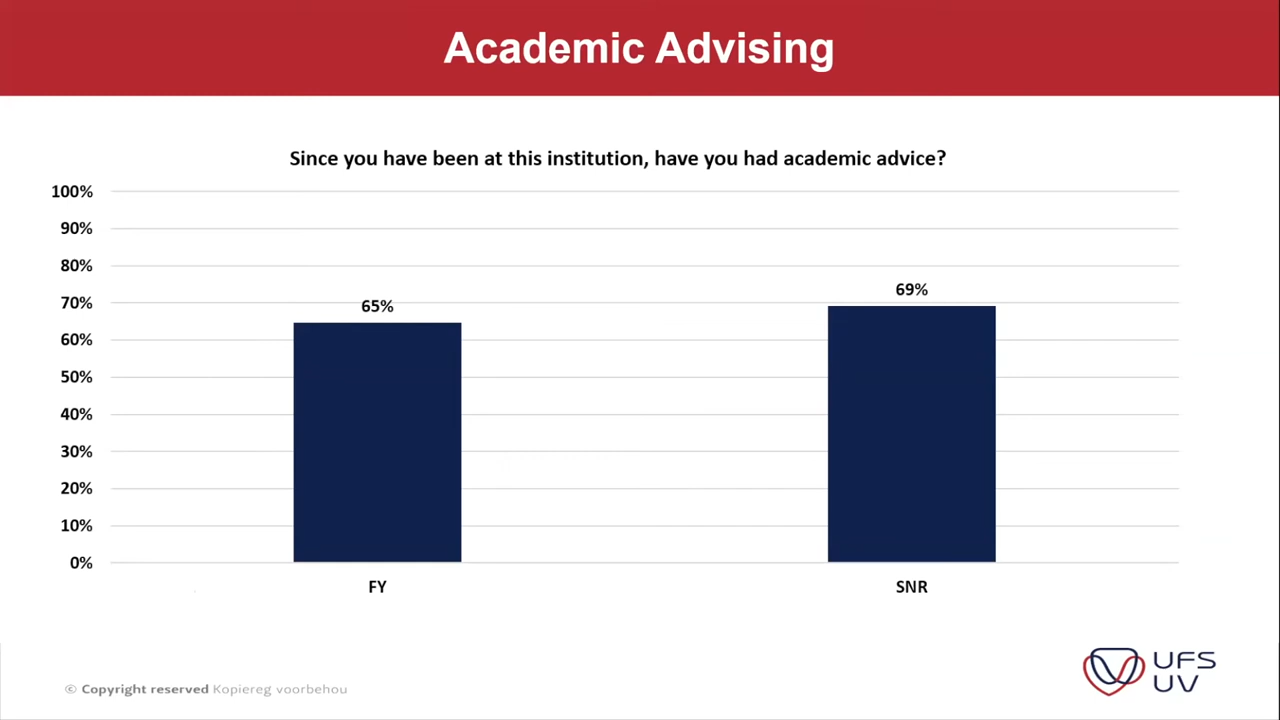 Academic Advising
Since you have been at this institution, have you had academic advice?
100%
90%
80%
70%
60%
50%
40%
30%
20%
10%
0%
65%
69%
FY
SNR
© Copyright reserved Kopiereg voorbehou
UFS
UV